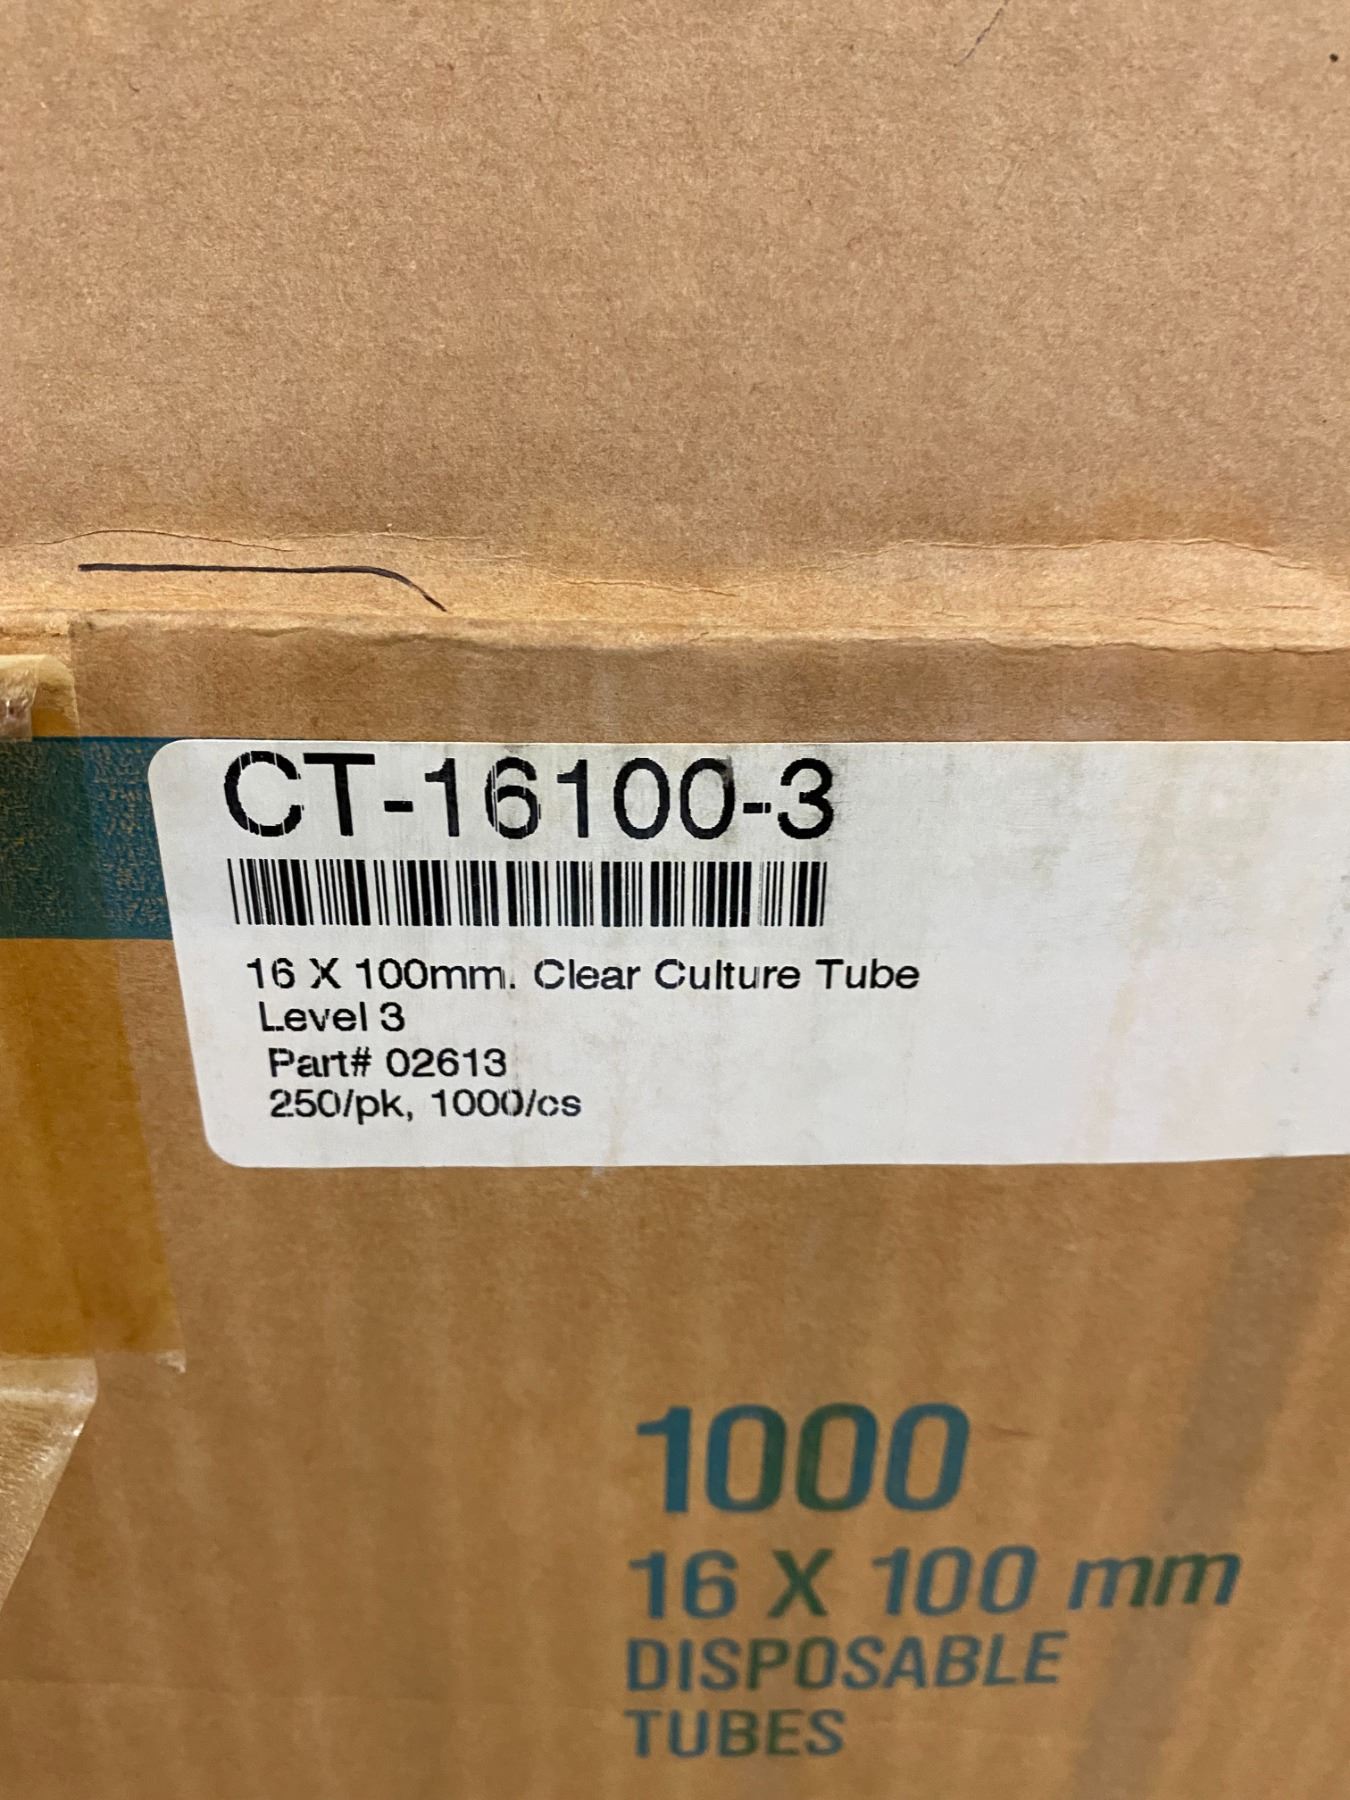 CT-16100-3
16 X 100mm. Clear Culture Tube
Level 3
Part# 02613
250/pk, 1000/cs
1000
16 X 100 mm
DISPOSABLE
TUBES